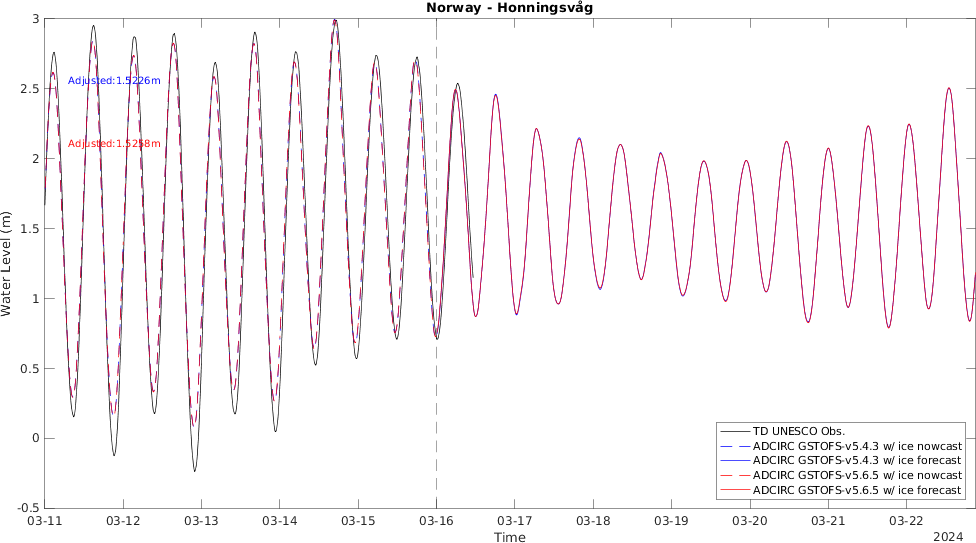 Norway - Honningsvåg
3
2.5
2
1.5
1
0.5
0
-0.5
Water Level (m)
Adjusted:1.5226m
Adjusted:1.5258m
TD UNESCO Obs.
ADCIRC GSTOFS-v5.4.3 w/ ice nowcast
ADCIRC GSTOFS-v5.4.3 w/ ice forecast
ADCIRC GSTOFS-v5.6.5 w/ ice nowcast
ADCIRC GSTOFS-v5.6.5 w/ ice forecast
03-11 03-12 03-13 03-14 03-15 03-16 03-17 03-18 03-19 03-20 03-21 03-22
Time
2024